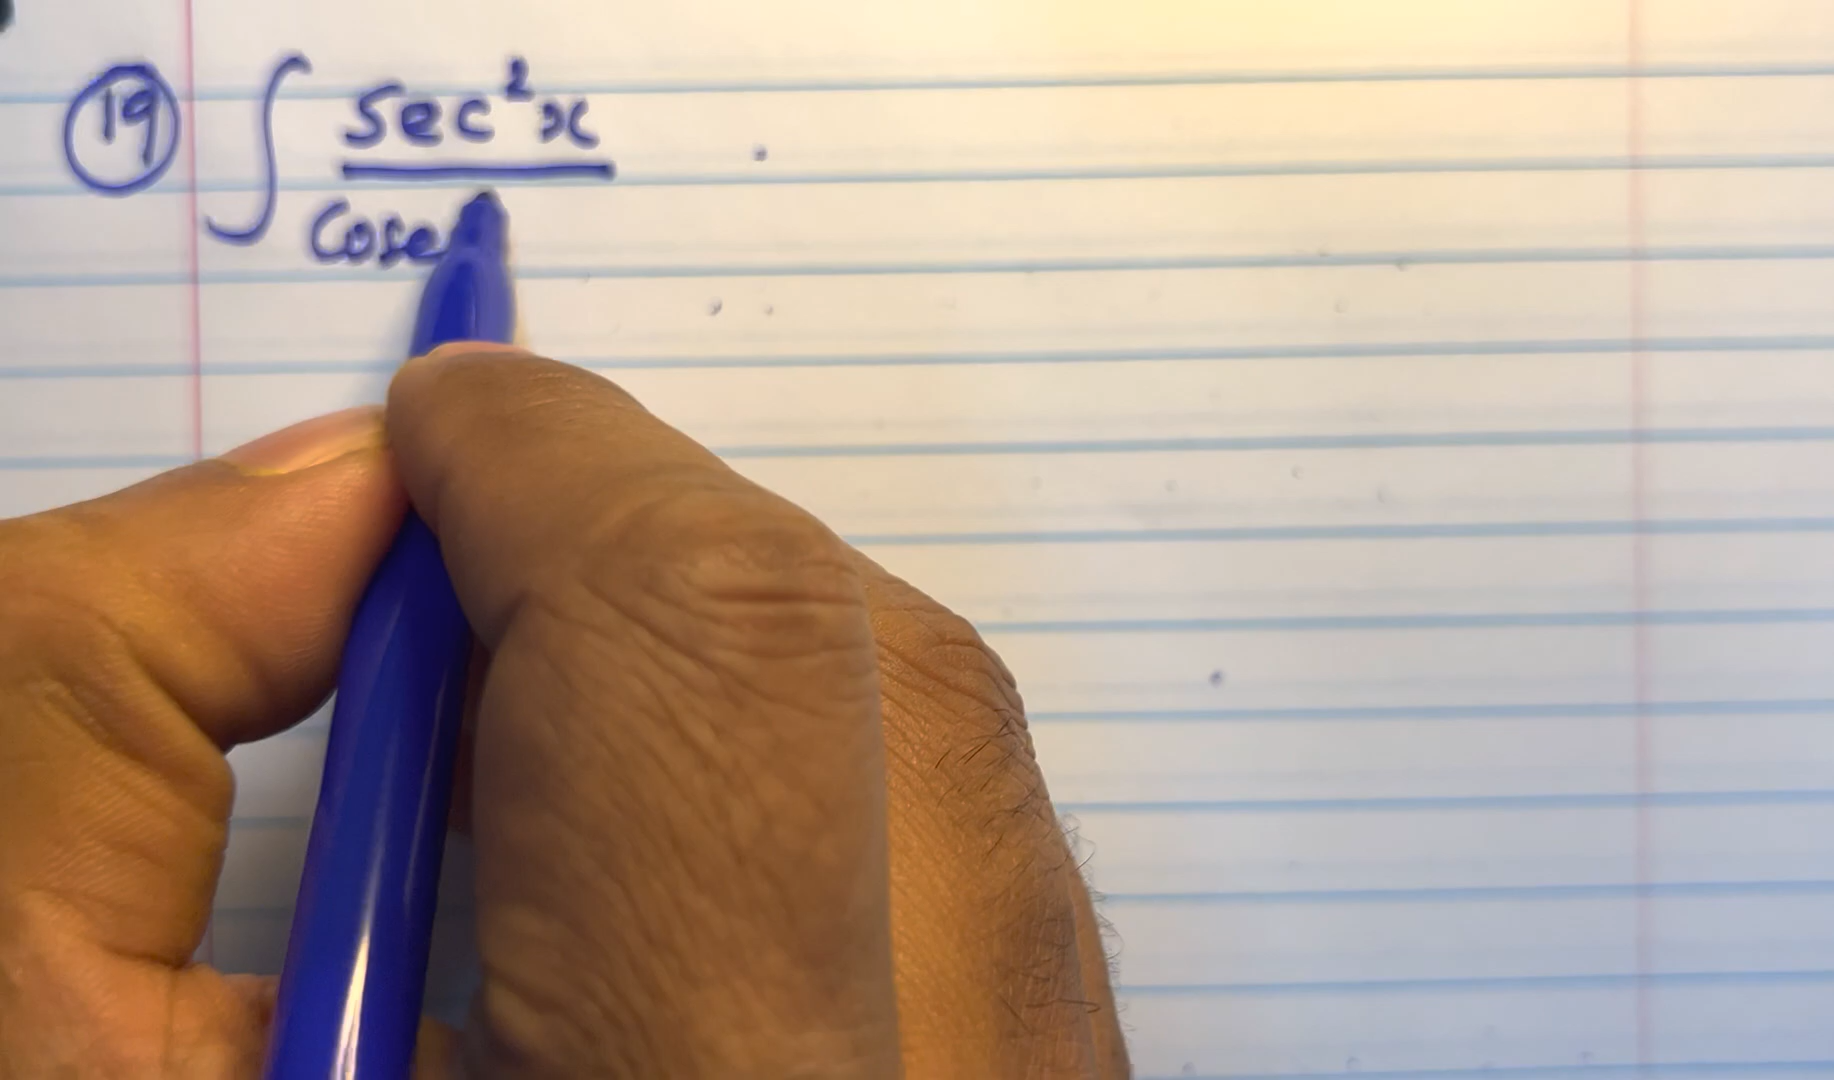 19 ∫ sec²x
Cose